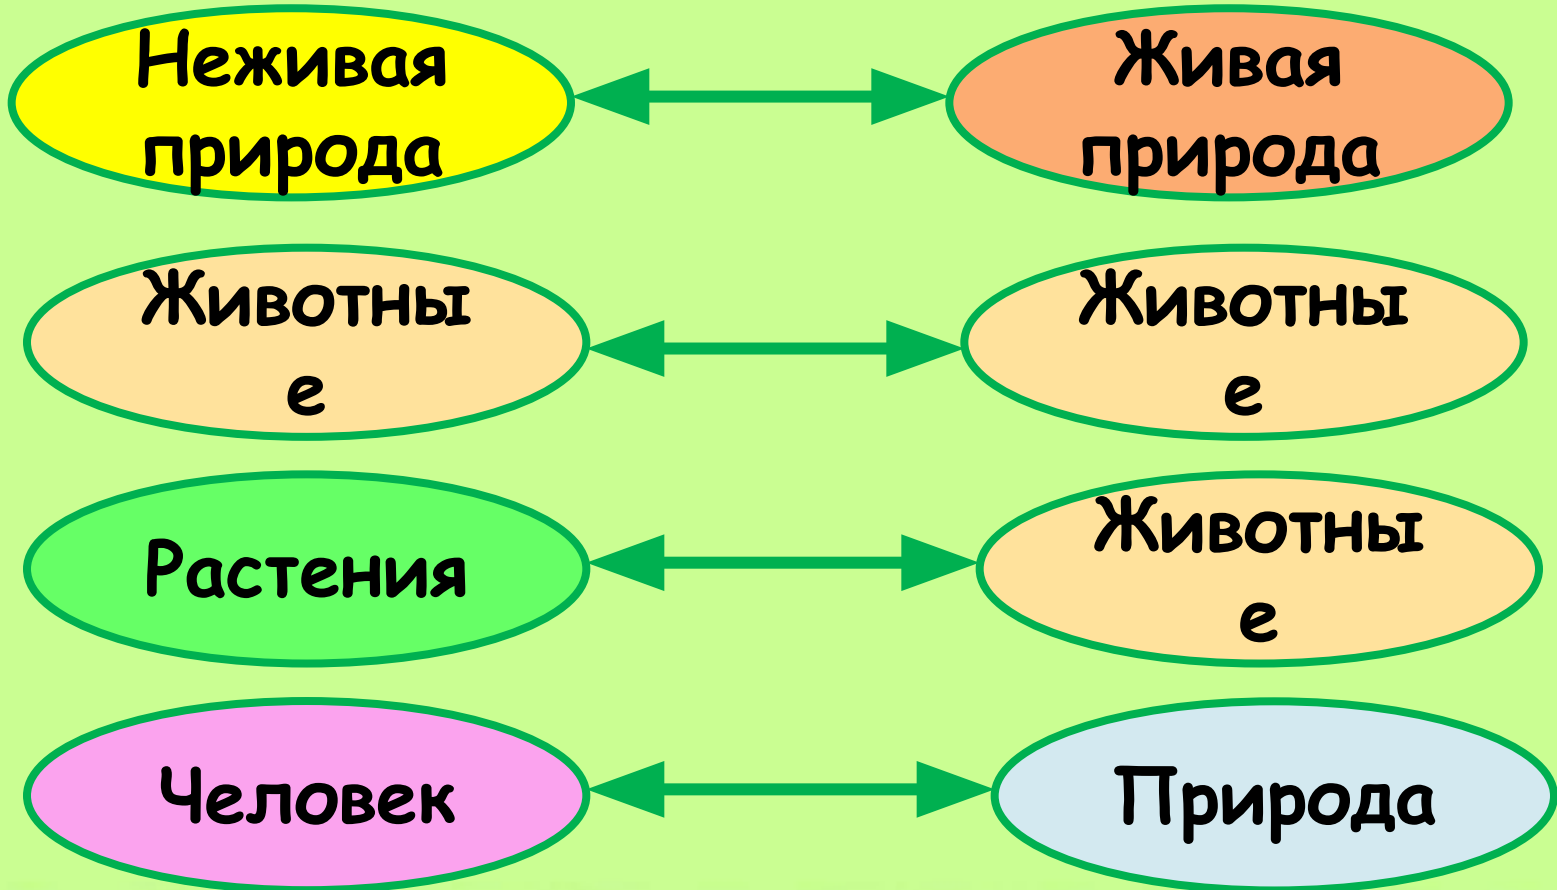 Неживая
природа
Живая
природа
Животны
е
Животны
е
Растения
Животны
е
Человек
Природа